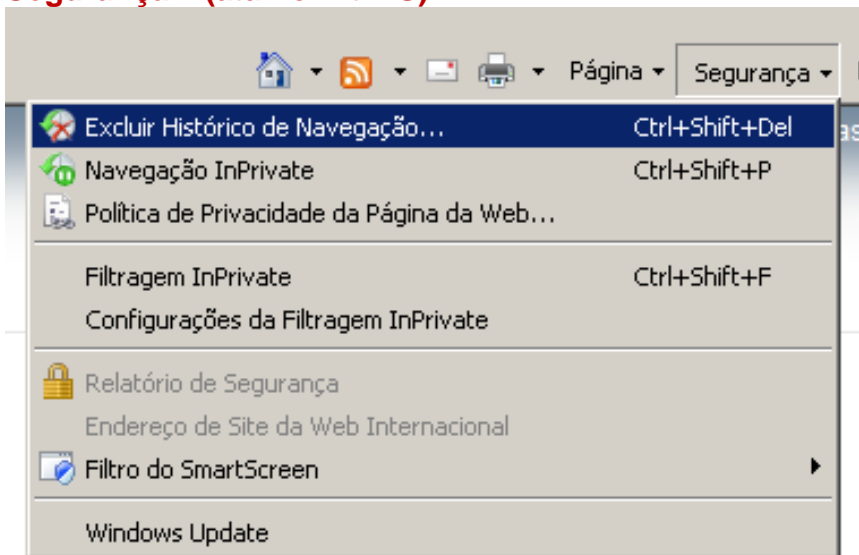 Página Segurança
Excluir Histórico de Navegação... Ctrl+Shift+Del
Navegação InPrivate Ctrl+Shift+P
Política de Privacidade da Página da Web...
Filtragem InPrivate Ctrl+Shift+F
Configurações da Filtragem InPrivate
Relatório de Segurança
Endereço de Site da Web Internacional
Filtro do SmartScreen
Windows Update